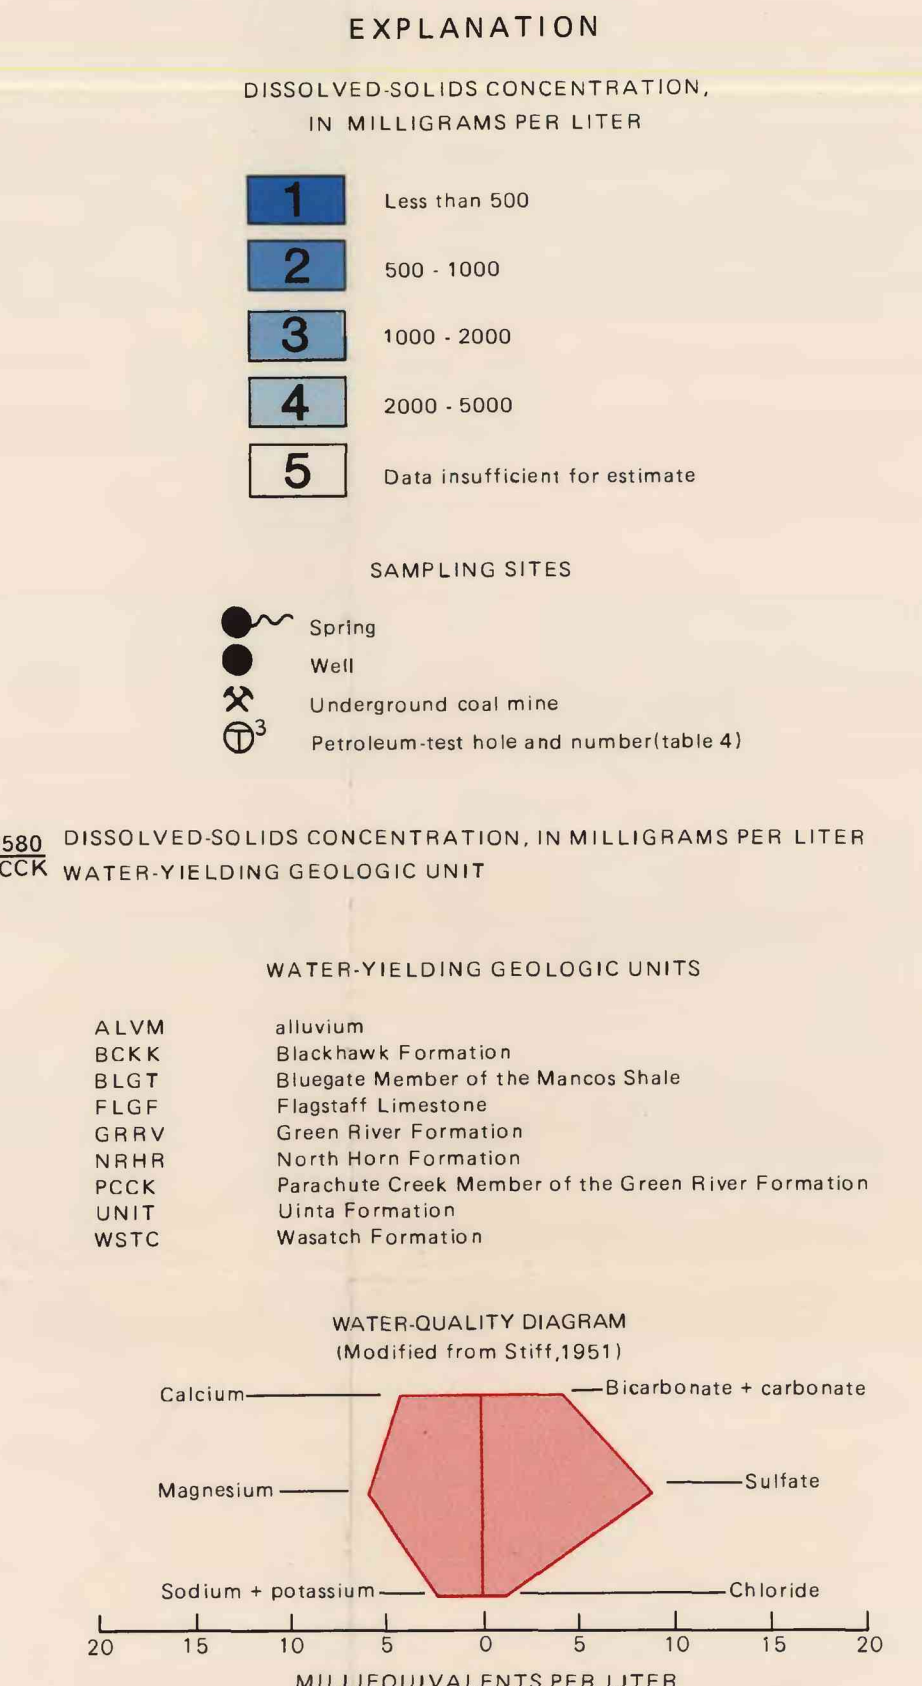 EXPLANATION
DISSOLVED-SOLIDS CONCENTRATION,
IN MILLIGRAMS PER LITER
1 Less than 500
2 500 - 1000
3 1000 - 2000
4 2000 - 5000
5 Data insufficient for estimate
SAMPLING SITES
Spring
Well
Underground coal mine
T 3 Petroleum-test hole and number(table 4)
580 DISSOLVED-SOLIDS CONCENTRATION, IN MILLIGRAMS PER LITER
CCK WATER-YIELDING GEOLOGIC UNIT
WATER-YIELDING GEOLOGIC UNITS
ALVM alluvium
BCKK Blackhawk Formation
BLGT Bluegate Member of the Mancos Shale
FLGF Flagstaff Limestone
GRRV Green River Formation
NRHR North Horn Formation
PCCK Parachute Creek Member of the Green River Formation
UNIT Uinta Formation
WSTC Wasatch Formation
WATER-QUALITY DIAGRAM
(Modified from Stiff,1951)
Calcium Bicarbonate + carbonate
Magnesium Sulfate
Sodium + potassium Chloride
20 15 10 5 0 5 10 15 20
MILLIEQUIVALENTS PER LITER